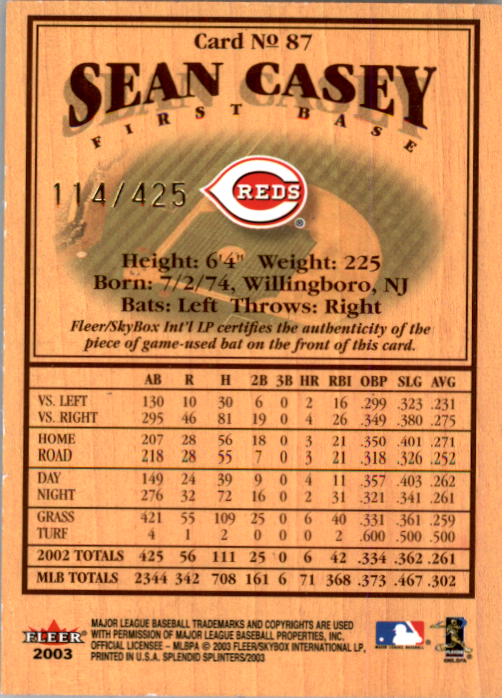 Card No 87
SEAN CASEY
FIRST BASE
114/425
REDS
®
Height: 6'4" Weight: 225
Born: 7/2/74, Willingboro, NJ
Bats: Left Throws: Right
Fleer/SkyBox Int'l LP certifies the authenticity of the
piece of game-used bat on the front of this card.
AB R H 2B 3B HR RBI OBP SLG AVG
VS. LEFT 130 10 30 6 0 2 16 .299 .323 .231
VS. RIGHT 295 46 81 19 0 4 26 .349 .380 .275
HOME 207 28 56 18 0 3 21 .350 .401 .271
ROAD 218 28 55 7 0 3 21 .318 .326 .252
DAY 149 24 39 9 0 4 11 .357 .403 .262
NIGHT 276 32 72 16 0 2 31 .321 .341 .261
GRASS 421 55 109 25 0 6 40 .331 .361 .259
TURF 4 1 2 0 0 0 2 .600 .500 .500
2002 TOTALS 425 56 111 25 0 6 42 .334 .362 .261
MLB TOTALS 2344 342 708 161 6 71 368 .373 .467 .302
FLEER
2003
MAJOR LEAGUE BASEBALL TRADEMARKS AND COPYRIGHTS ARE USED
WITH PERMISSION OF MAJOR LEAGUE BASEBALL PROPERTIES, INC.
OFFICIAL LICENSEE – MLBPA © 2003 FLEER/SKYBOX INTERNATIONAL LP,
PRINTED IN U.S.A. SPLENDID SPLINTERS/2003
MAJOR LEAGUE BASEBALL
PLAYERS